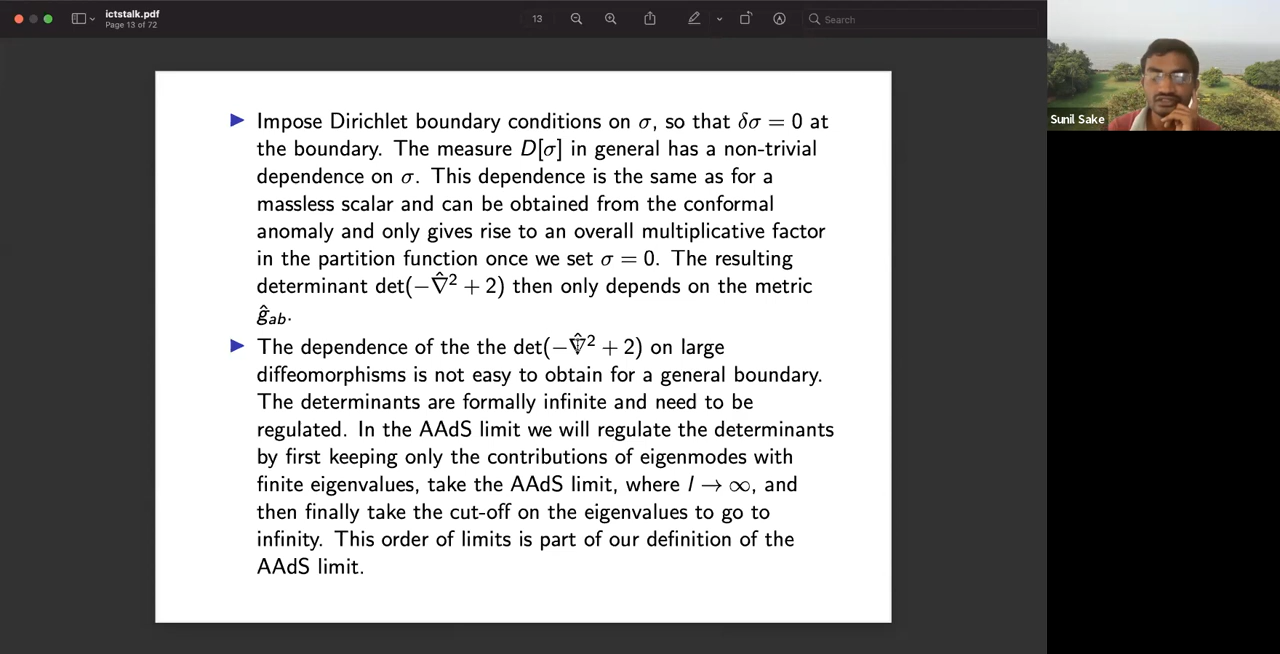 ictstalk.pdf
Page 13 of 72
13
Search
Sunil Sake
▶ Impose Dirichlet boundary conditions on σ, so that δσ = 0 at
the boundary. The measure D[σ] in general has a non-trivial
dependence on σ. This dependence is the same as for a
massless scalar and can be obtained from the conformal
anomaly and only gives rise to an overall multiplicative factor
in the partition function once we set σ = 0. The resulting
determinant det(−∇̂² + 2) then only depends on the metric
ĝ_ab.
▶ The dependence of the the det(−∇̂² + 2) on large
diffeomorphisms is not easy to obtain for a general boundary.
The determinants are formally infinite and need to be
regulated. In the AAdS limit we will regulate the determinants
by first keeping only the contributions of eigenmodes with
finite eigenvalues, take the AAdS limit, where l → ∞, and
then finally take the cut-off on the eigenvalues to go to
infinity. This order of limits is part of our definition of the
AAdS limit.